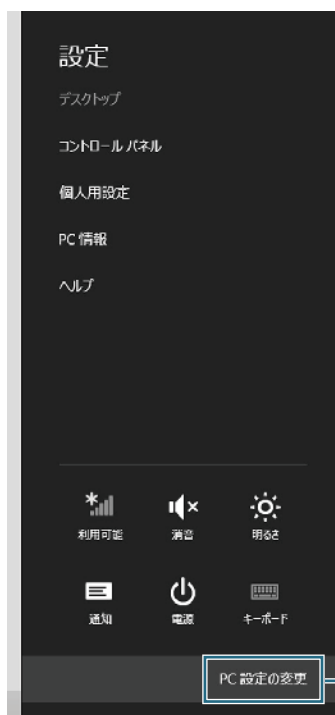 設定
デスクトップ
コントロール パネル
個人用設定
PC 情報
ヘルプ
利用可能
消音
明るさ
通知
電源
キーボード
PC 設定の変更